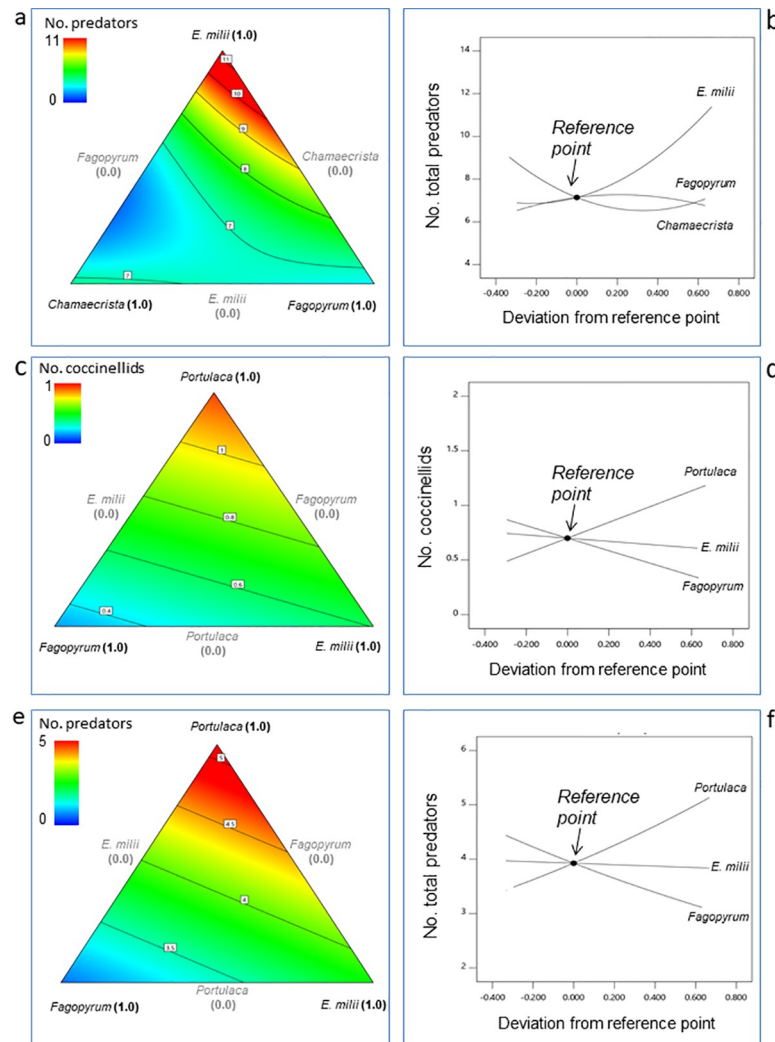 a
No. predators
11
0
E. milii (1.0)
11
10
9
8
7
7
Fagopyrum
(0.0)
Chamaecrista
(0.0)
Chamaecrista (1.0)
E. milii
(0.0)
Fagopyrum (1.0)
b
No. total predators
14
12
10
8
6
4
E. milii
Reference
point
Fagopyrum
Chamaecrista
-0.400 -0.200 0.000 0.200 0.400 0.600 0.800
Deviation from reference point
c
No. coccinellids
1
0
Portulaca (1.0)
1
0.8
0.6
0.4
E. milii
(0.0)
Fagopyrum
(0.0)
Fagopyrum (1.0)
Portulaca
(0.0)
E. milii (1.0)
d
No. coccinellids
2
1.5
1
0.5
0
Reference
point
Portulaca
E. milii
Fagopyrum
-0.400 -0.200 0.000 0.200 0.400 0.600 0.800
Deviation from reference point
e
No. predators
5
0
Portulaca (1.0)
5
4.5
4
3.5
E. milii
(0.0)
Fagopyrum
(0.0)
Fagopyrum (1.0)
Portulaca
(0.0)
E. milii (1.0)
f
No. total predators
6
5
4
3
2
Reference
point
Portulaca
E. milii
Fagopyrum
-0.400 -0.200 0.000 0.200 0.400 0.600 0.800
Deviation from reference point